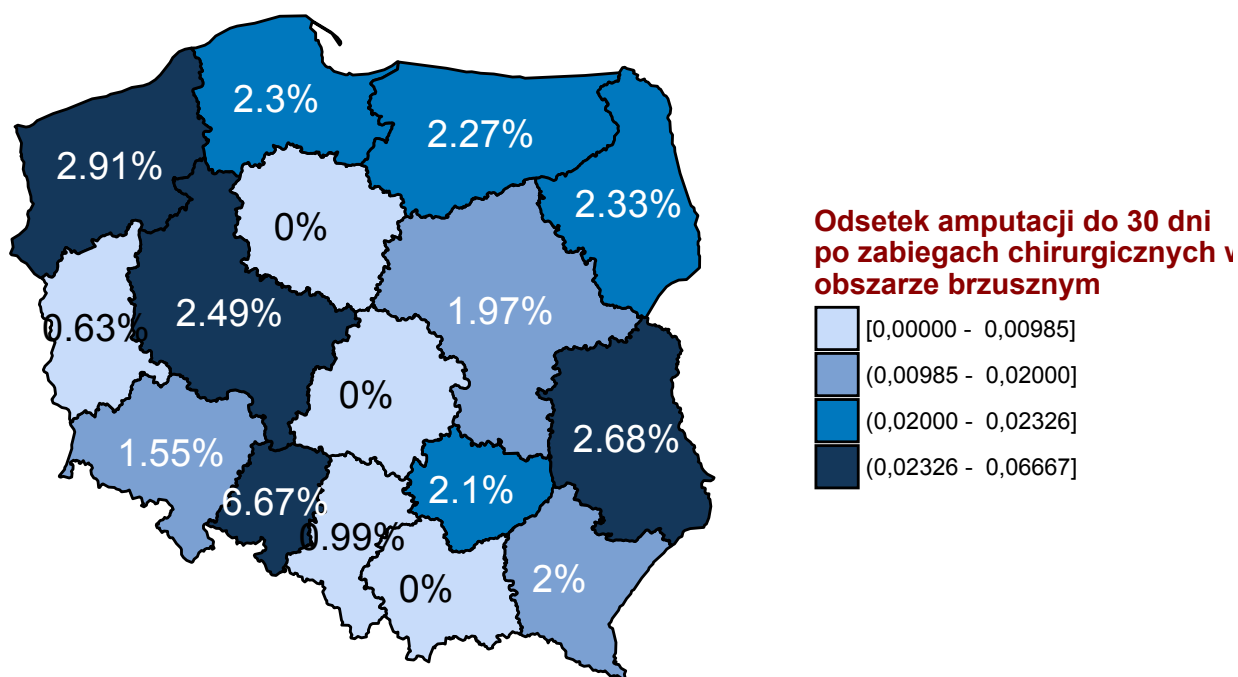 2.3%
2.27%
2.91%
2.33%
0%
Odsetek amputacji do 30 dni
po zabiegach chirurgicznych
obszarze brzusznym
0.63%
2.49%
1.97%
[0,00000 - 0,00985]
(0,00985 - 0,02000]
0%
(0,02000 - 0,02326]
1.55%
2.68%
(0,02326 - 0,06667]
6.67%
2.1%
0.99%
0%
2%